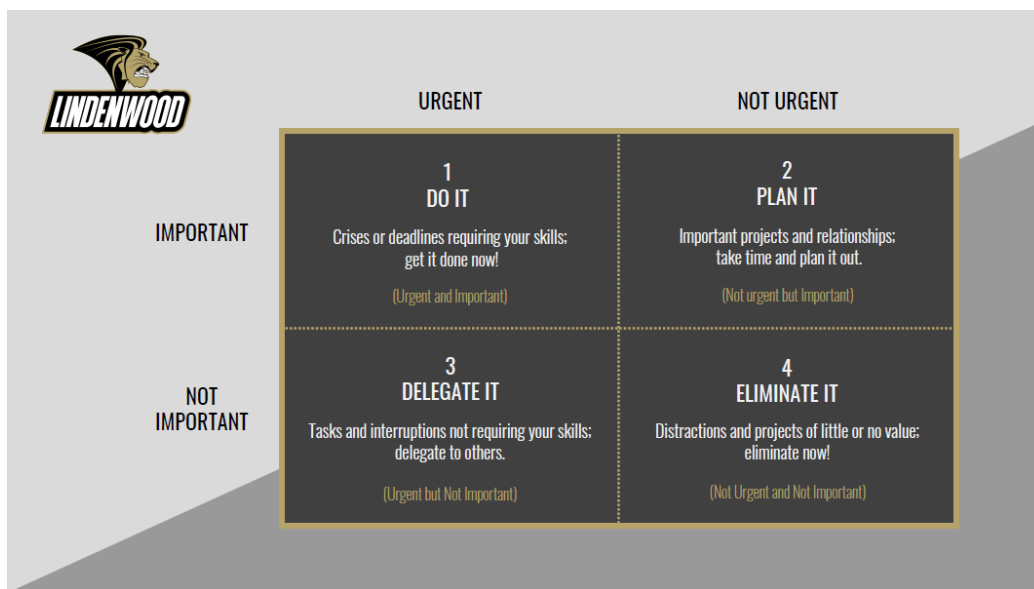 LINDENWOOD
URGENT
NOT URGENT
IMPORTANT
1
DO IT
Crises or deadlines requiring your skills;
get it done now!
(Urgent and Important)
2
PLAN IT
Important projects and relationships;
take time and plan it out.
(Not urgent but Important)
NOT
IMPORTANT
3
DELEGATE IT
Tasks and interruptions not requiring your skills;
delegate to others.
(Urgent but Not Important)
4
ELIMINATE IT
Distractions and projects of little or no value;
eliminate now!
(Not Urgent and Not Important)